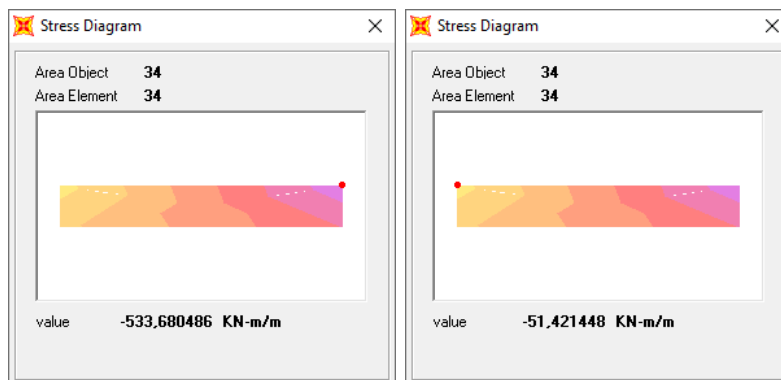 Stress Diagram
Area Object 34
Area Element 34
value -533,680486 KN-m/m
Stress Diagram
Area Object 34
Area Element 34
value -51,421448 KN-m/m